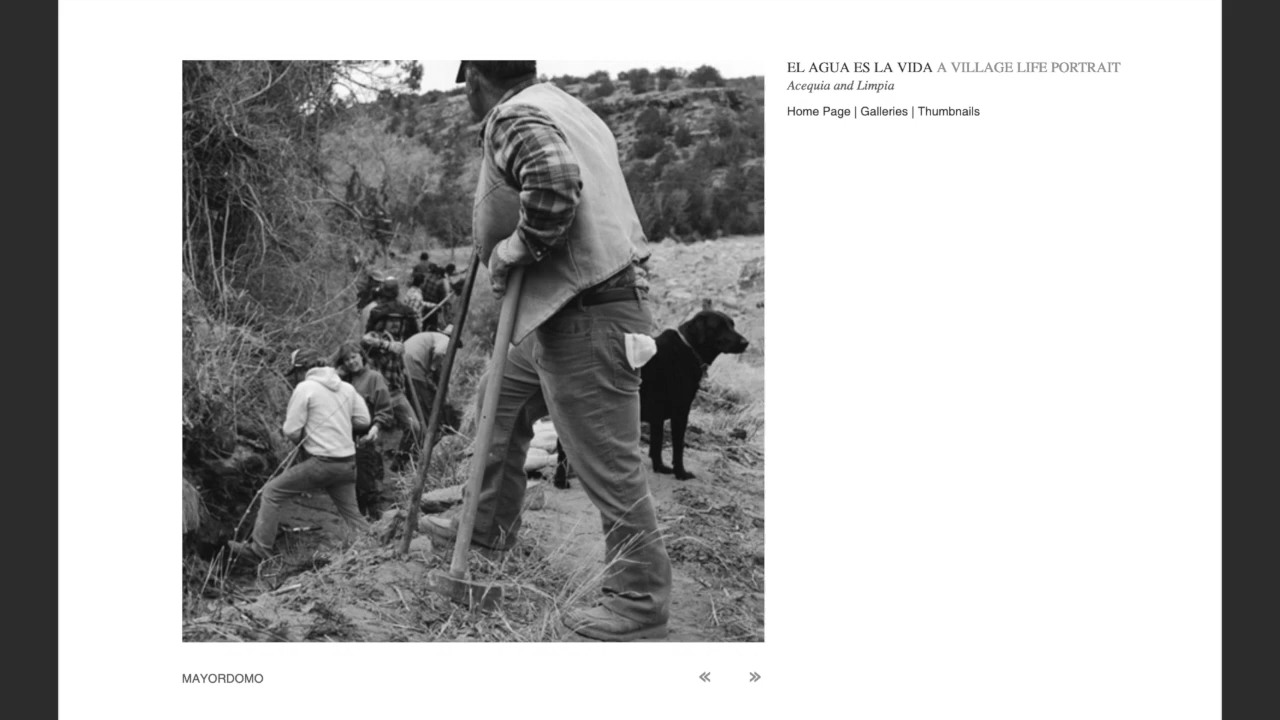 EL AGUA ES LA VIDA A VILLAGE LIFE PORTRAIT
Acequia and Limpia
Home Page | Galleries | Thumbnails
MAYORDOMO